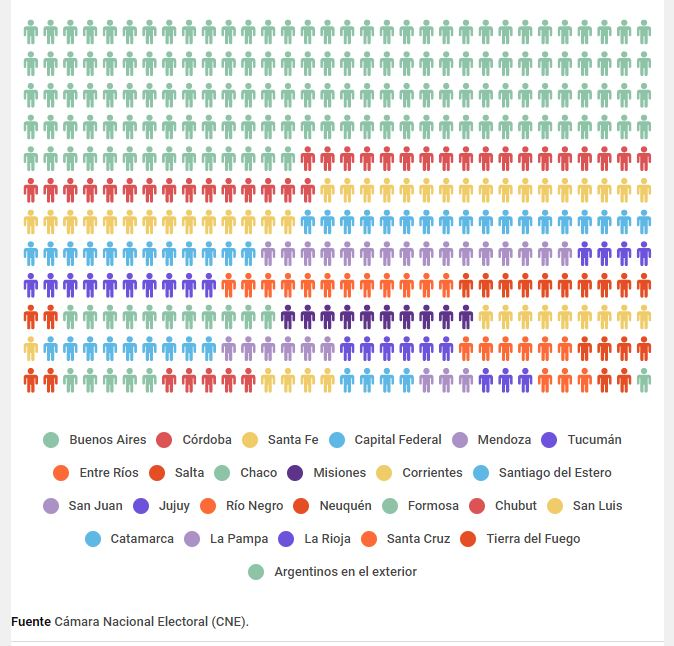 Buenos Aires Córdoba Santa Fe Capital Federal Mendoza Tucumán
Entre Ríos Salta Chaco Misiones Corrientes Santiago del Estero
San Juan Jujuy Río Negro Neuquén Formosa Chubut San Luis
Catamarca La Pampa La Rioja Santa Cruz Tierra del Fuego
Argentinos en el exterior
Fuente Cámara Nacional Electoral (CNE).